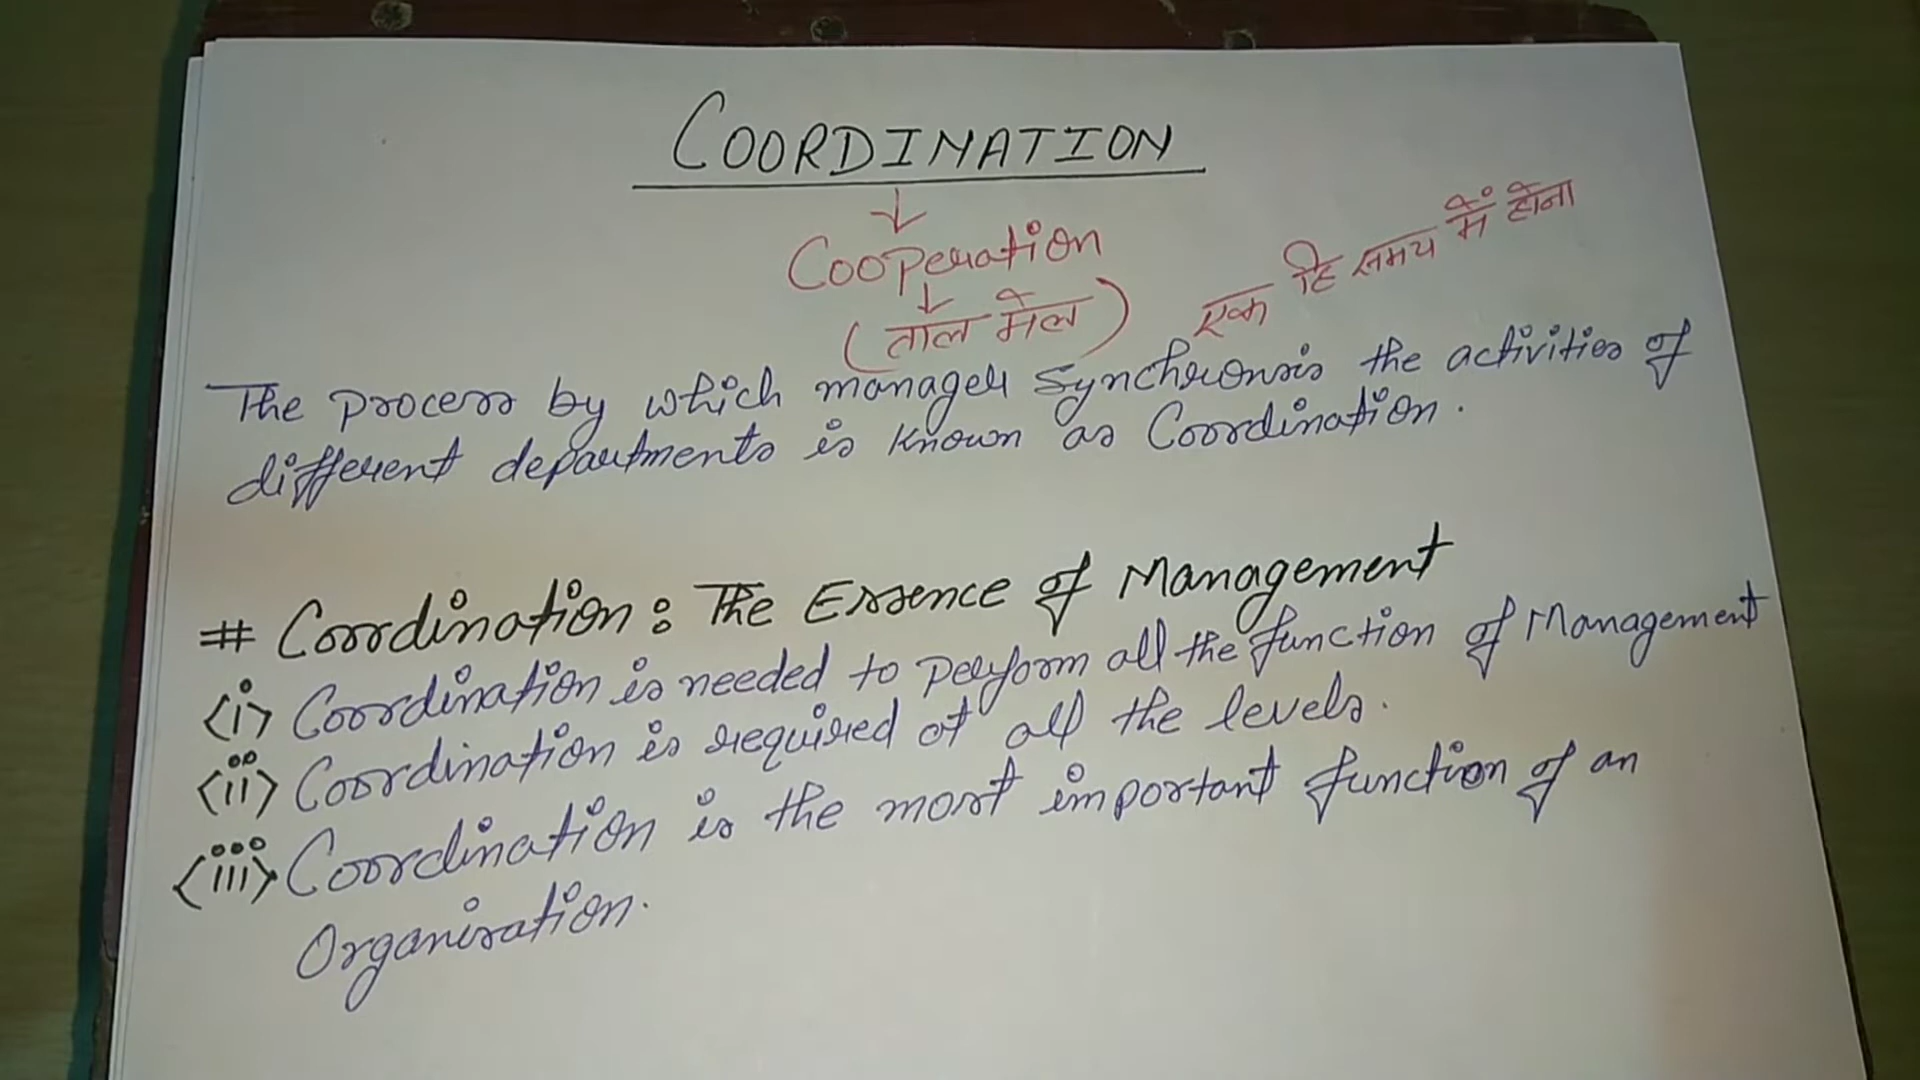 COORDINATION
↓
Cooperation
↓
(ताल मेल)
एक हि समय में होना
The process by which manager synchronsis the activities of
different departments is known as Coordination.
# Coordination: The Essence of Management
(i) Coordination is needed to perform all the function of Management
(ii) Coordination is required at all the levels.
(iii) Coordination is the most important function of an
Organisation.